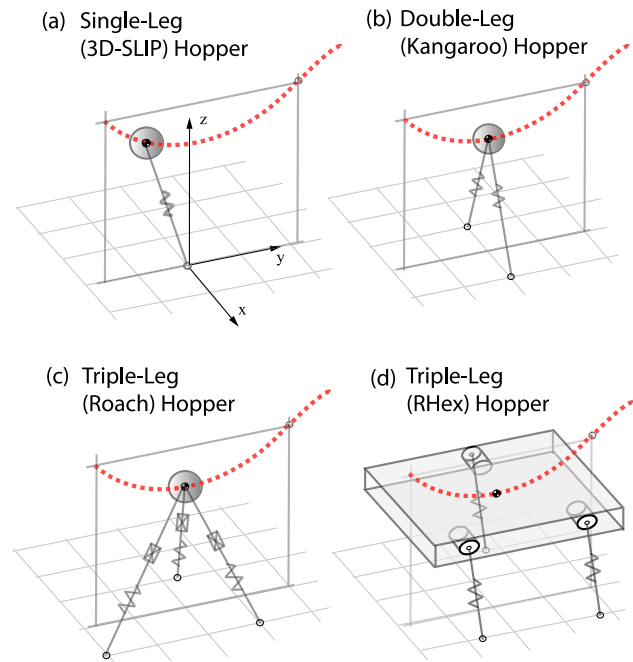 (a) Single-Leg
(3D-SLIP) Hopper
z
y
x
(b) Double-Leg
(Kangaroo) Hopper
(c) Triple-Leg
(Roach) Hopper
(d) Triple-Leg
(RHex) Hopper